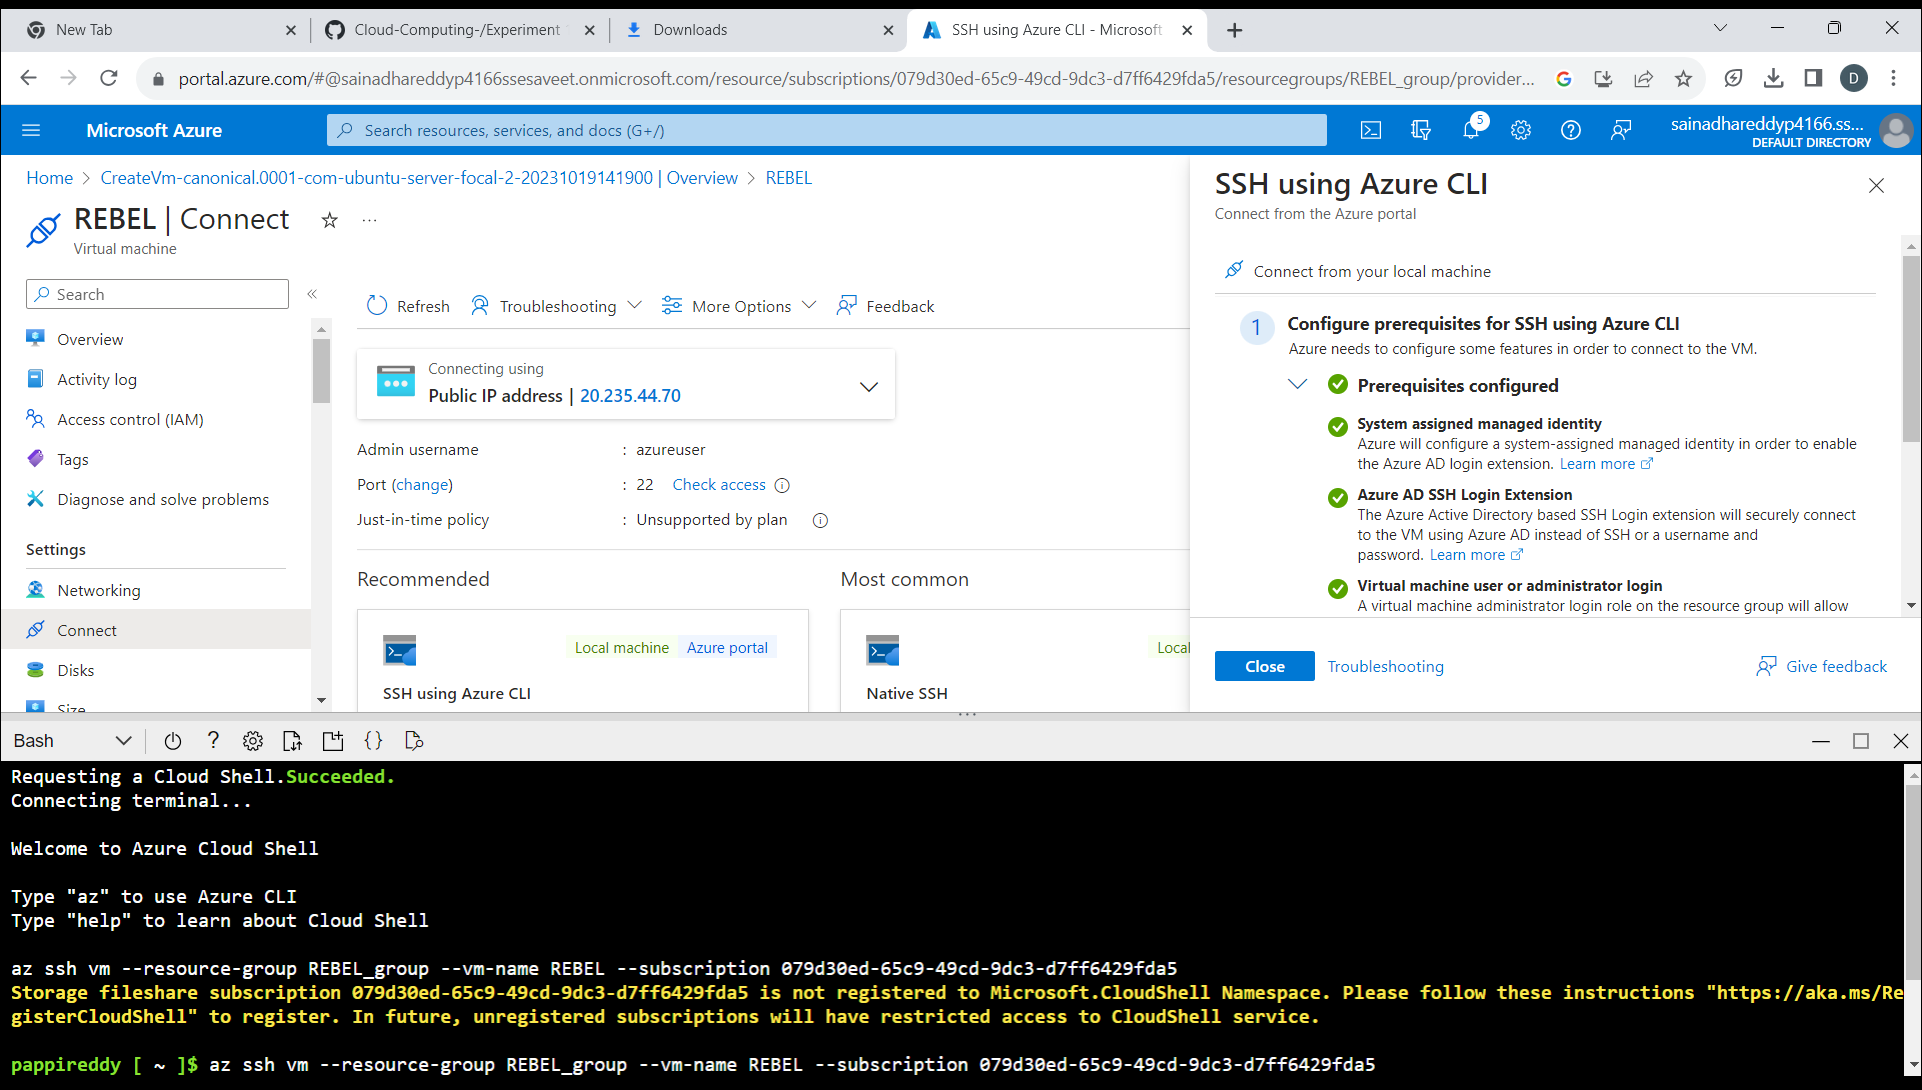 New Tab
Cloud-Computing-/Experiment
Downloads
SSH using Azure CLI - Microsoft
portal.azure.com/#@sainadhareddyp4166ssesaveet.onmicrosoft.com/resource/subscriptions/079d30ed-65c9-49cd-9dc3-d7ff6429fda5/resourcegroups/REBEL_group/provider...
D
Microsoft Azure
Search resources, services, and docs (G+/)
5
sainadhareddyp4166.ss...
DEFAULT DIRECTORY
Home > CreateVm-canonical.0001-com-ubuntu-server-focal-2-20231019141900 | Overview > REBEL
REBEL | Connect
Virtual machine
Search
Overview
Activity log
Access control (IAM)
Tags
Diagnose and solve problems
Settings
Networking
Connect
Disks
Size
Refresh
Troubleshooting
More Options
Feedback
Connecting using
Public IP address | 20.235.44.70
Admin username : azureuser
Port (change) : 22 Check access
Just-in-time policy : Unsupported by plan
Recommended
Local machine
Azure portal
SSH using Azure CLI
Most common
Local
Native SSH
SSH using Azure CLI
Connect from the Azure portal
Connect from your local machine
1
Configure prerequisites for SSH using Azure CLI
Azure needs to configure some features in order to connect to the VM.
Prerequisites configured
System assigned managed identity
Azure will configure a system-assigned managed identity in order to enable
the Azure AD login extension. Learn more
Azure AD SSH Login Extension
The Azure Active Directory based SSH Login extension will securely connect
to the VM using Azure AD instead of SSH or a username and
password. Learn more
Virtual machine user or administrator login
A virtual machine administrator login role on the resource group will allow
Close
Troubleshooting
Give feedback
Bash
Requesting a Cloud Shell.Succeeded.
Connecting terminal...
Welcome to Azure Cloud Shell
Type "az" to use Azure CLI
Type "help" to learn about Cloud Shell
az ssh vm --resource-group REBEL_group --vm-name REBEL --subscription 079d30ed-65c9-49cd-9dc3-d7ff6429fda5
Storage fileshare subscription 079d30ed-65c9-49cd-9dc3-d7ff6429fda5 is not registered to Microsoft.CloudShell Namespace. Please follow these instructions "https://aka.ms/Re
gisterCloudShell" to register. In future, unregistered subscriptions will have restricted access to CloudShell service.
pappireddy [ ~ ]$ az ssh vm --resource-group REBEL_group --vm-name REBEL --subscription 079d30ed-65c9-49cd-9dc3-d7ff6429fda5